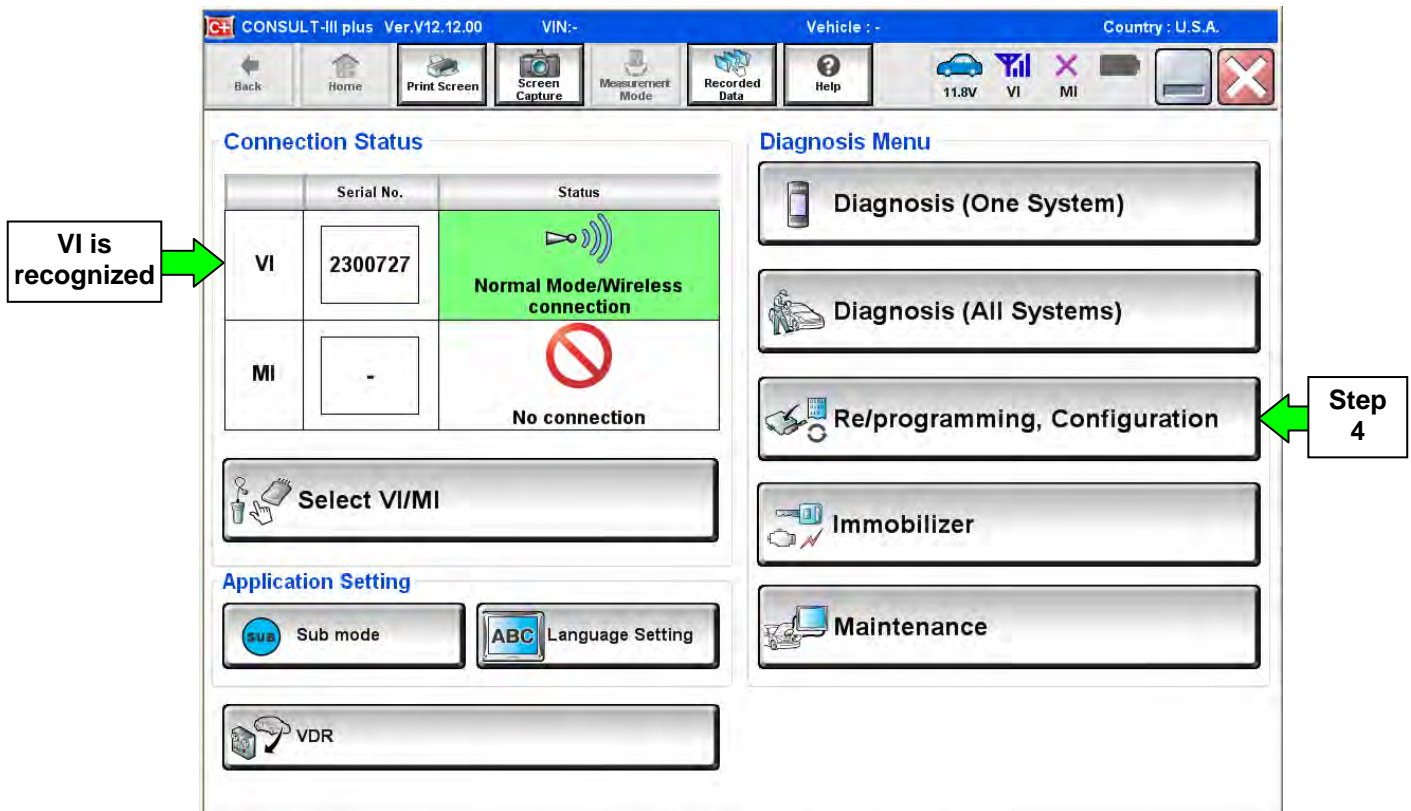 C+ CONSULT-III plus Ver.V12.12.00 VIN:- Vehicle : - Country : U.S.A.
Back
Home
Print Screen
Screen
Capture
Measurement
Mode
Recorded
Data
? Help
11.8V
VI
MI
Connection Status
Serial No. Status
VI is
recognized
VI
2300727
Normal Mode/Wireless
connection
MI
-
No connection
Select VI/MI
Application Setting
SUB Sub mode
ABC Language Setting
VDR
Diagnosis Menu
Diagnosis (One System)
Diagnosis (All Systems)
Re/programming, Configuration
Step
4
Immobilizer
Maintenance